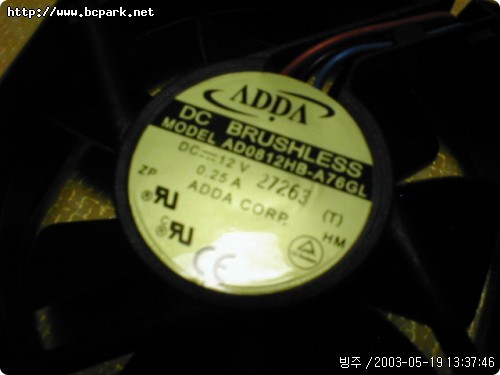 http://www.bcpark.net
ADDA
DC BRUSHLESS
MODEL AD0812HB-A76GL
DC 12 V
0.25 A 27263
ADDA CORP.
(T)
ZP
HM
C
CE
빙주 / 2003-05-19 13:37:46